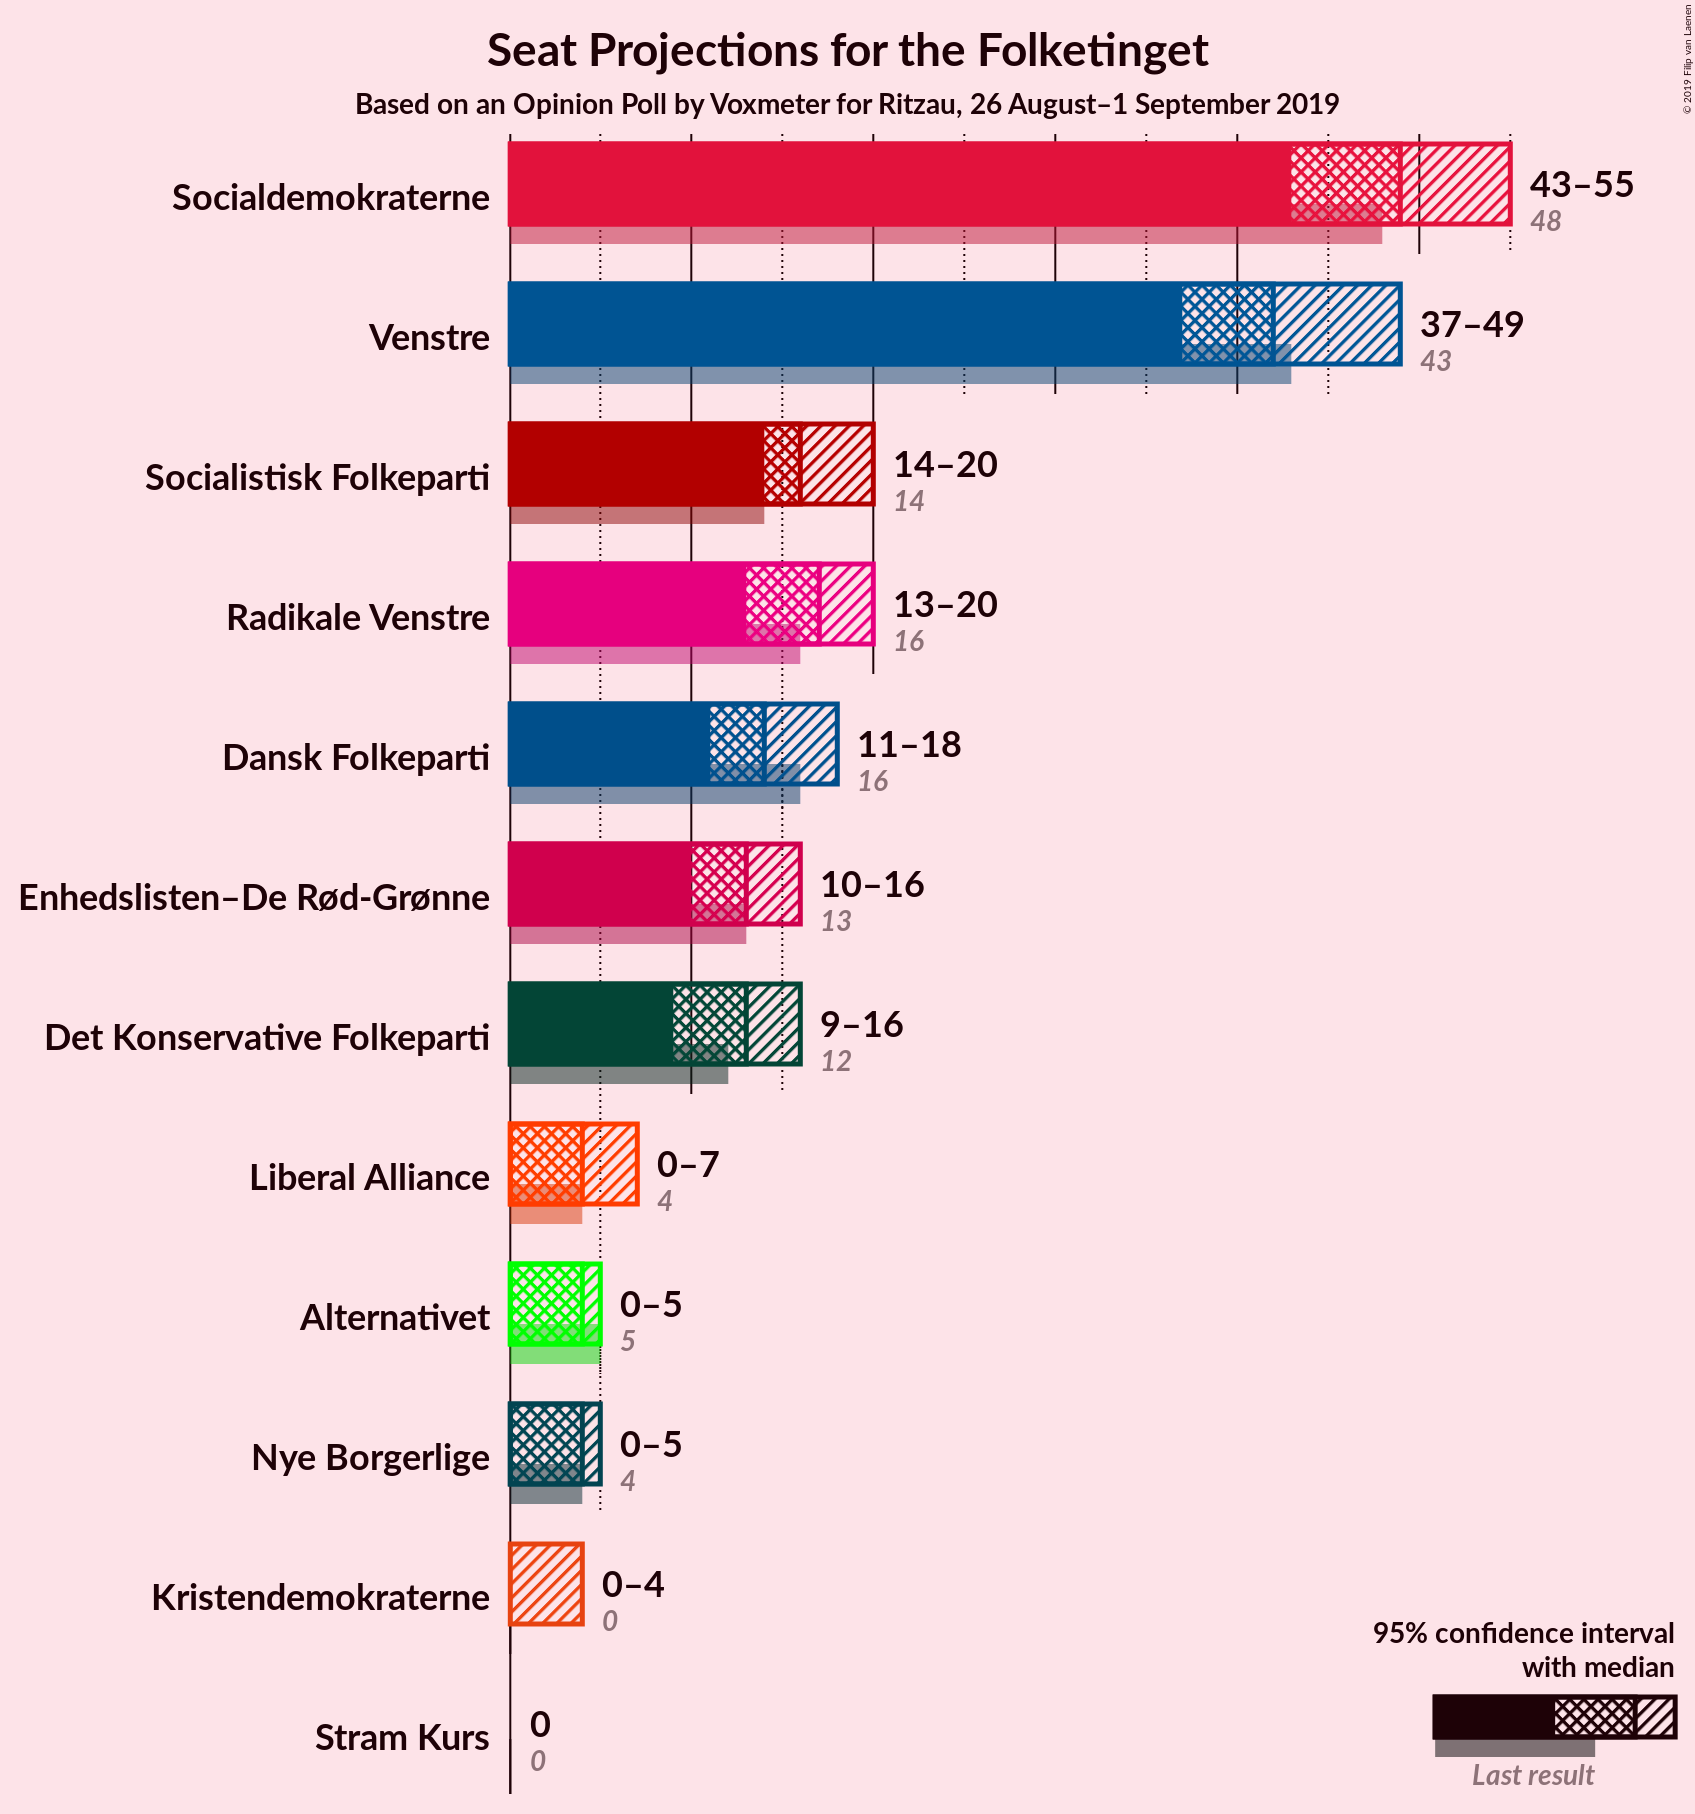 Seat Projections for the Folketinget
Based on an Opinion Poll by Voxmeter for Ritzau, 26 August–1 September 2019
© 2019 Filip van Laenen
Socialdemokraterne
43–55
48
Venstre
37–49
43
Socialistisk Folkeparti
14–20
14
Radikale Venstre
13–20
16
Dansk Folkeparti
11–18
16
Enhedslisten–De Rød-Grønne
10–16
13
Det Konservative Folkeparti
9–16
12
Liberal Alliance
0–7
4
Alternativet
0–5
5
Nye Borgerlige
0–5
4
Kristendemokraterne
0–4
0
Stram Kurs
0
0
95% confidence interval
with median
Last result